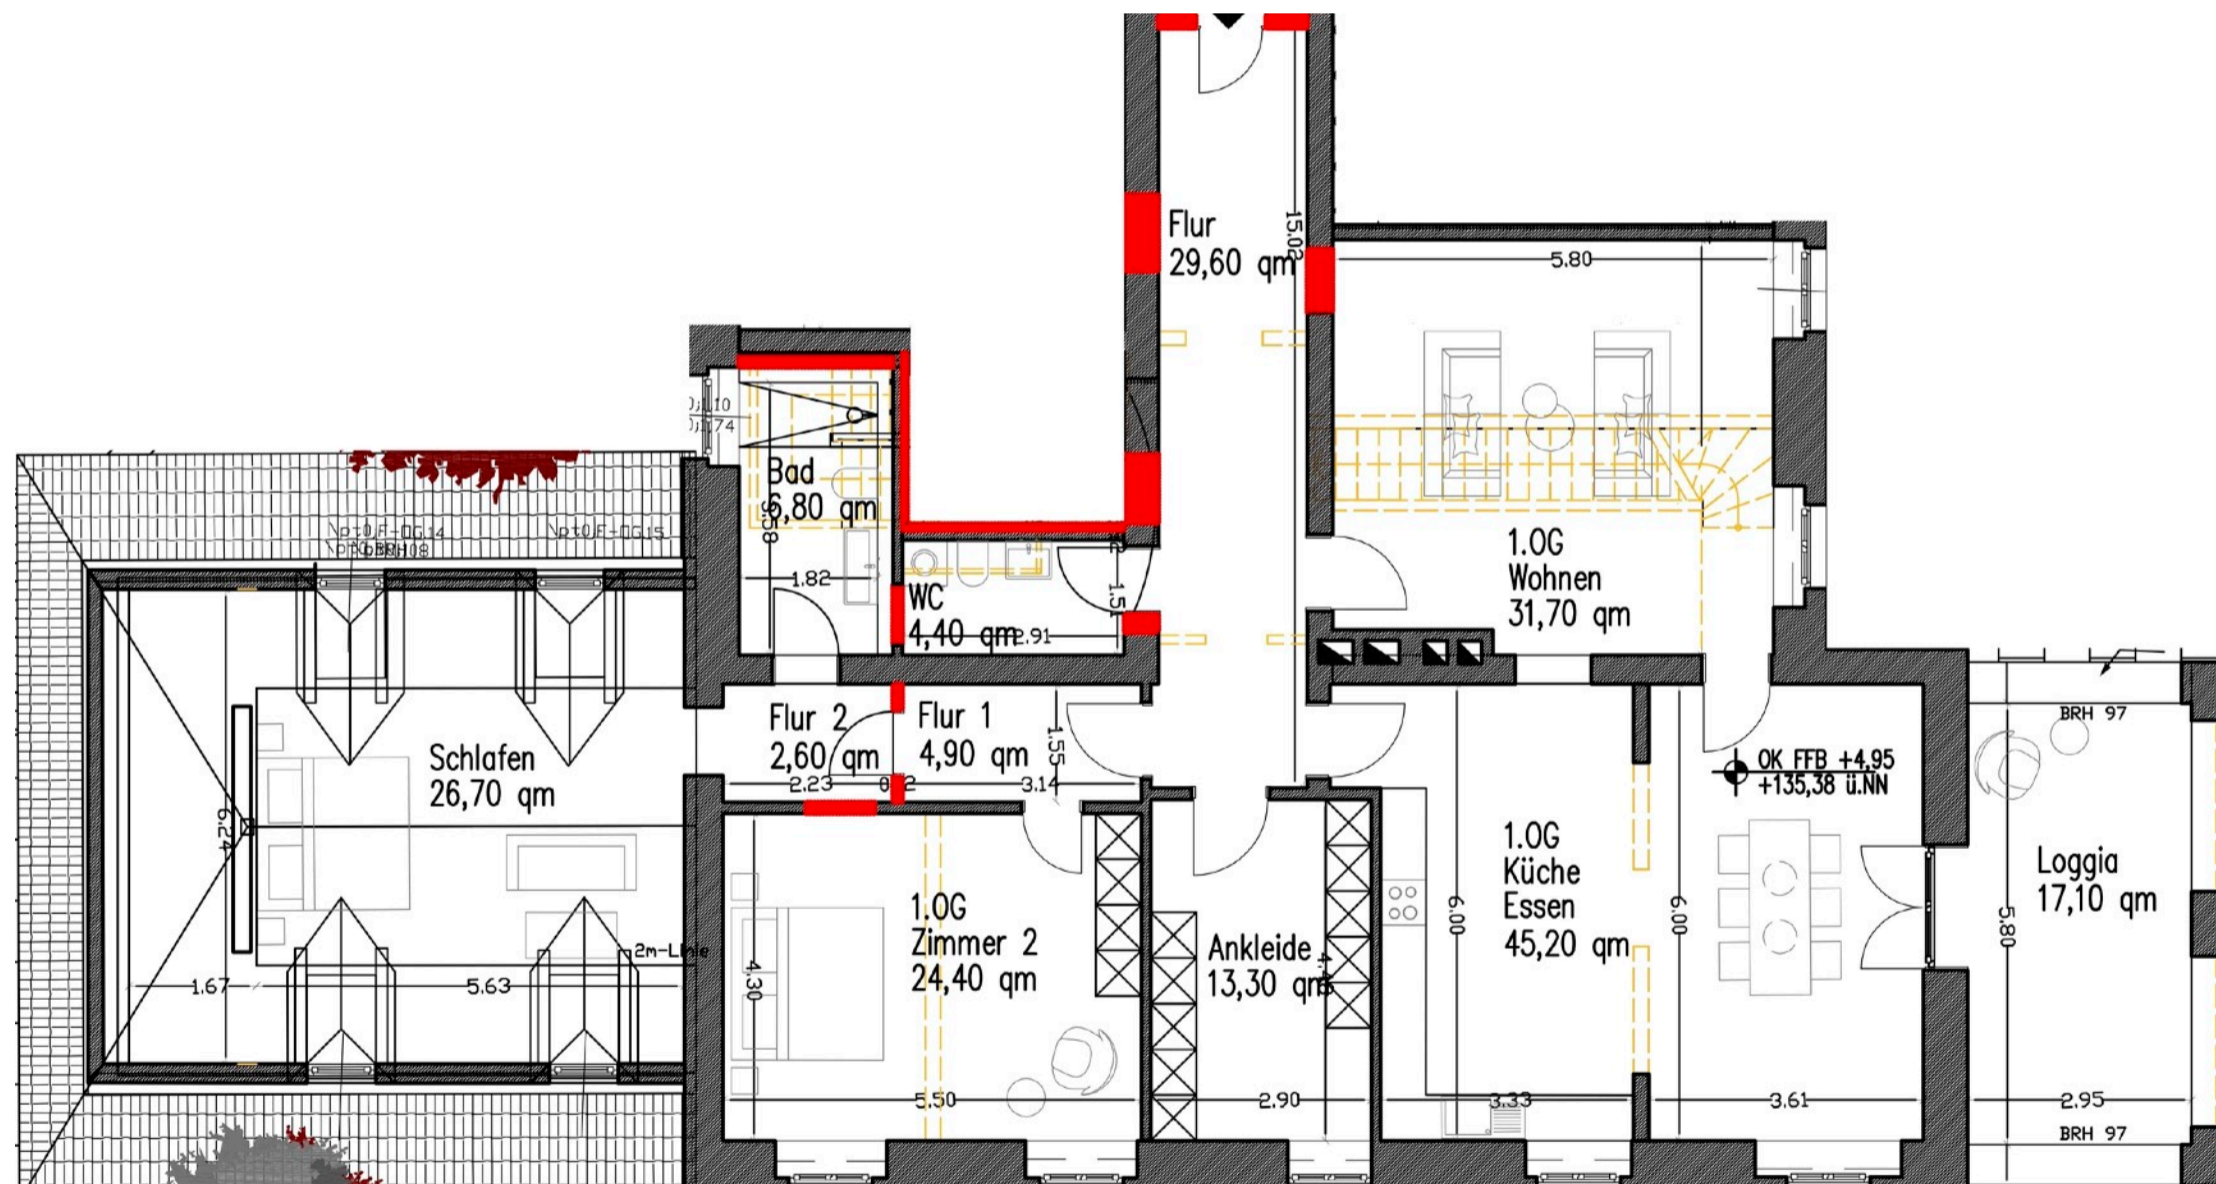 Flur
29,60 qm
15.02
5.80
Bad
6,80 qm
3.58
1.82
WC
4,40 qm
2.91
1.51
1.OG
Wohnen
31,70 qm
Flur 2
2,60 qm
2.23
Flur 1
4,90 qm
1.55
3.14
Schlafen
26,70 qm
6.24
1.67
5.63
2m-Linie
1.OG
Zimmer 2
24,40 qm
4.30
5.50
Ankleide
13,30 qm
2.90
1.OG
Küche
Essen
45,20 qm
6.00
6.00
3.33
3.61
OK FFB +4,95
+135,38 ü.NN
BRH 97
Loggia
17,10 qm
5.80
2.95
BRH 97